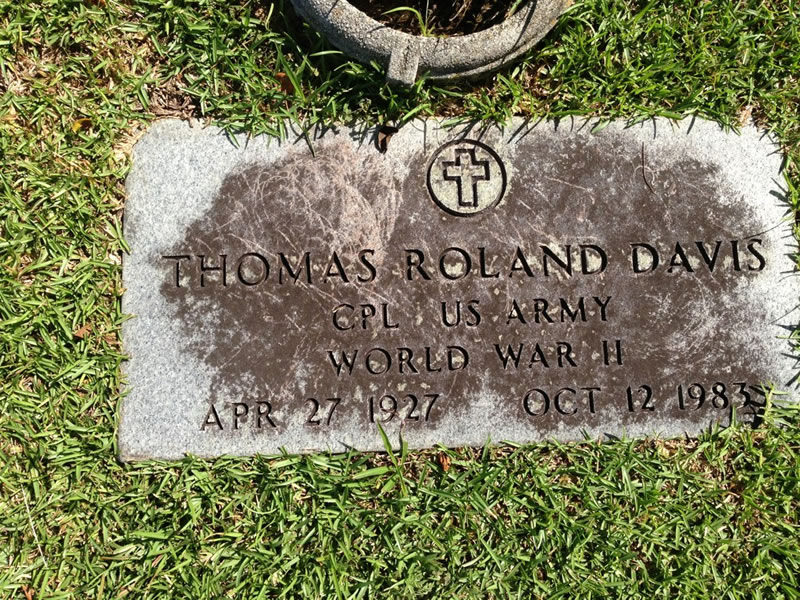 THOMAS ROLAND DAVIS
CPL US ARMY
WORLD WAR II
APR 27 1927 OCT 12 1983